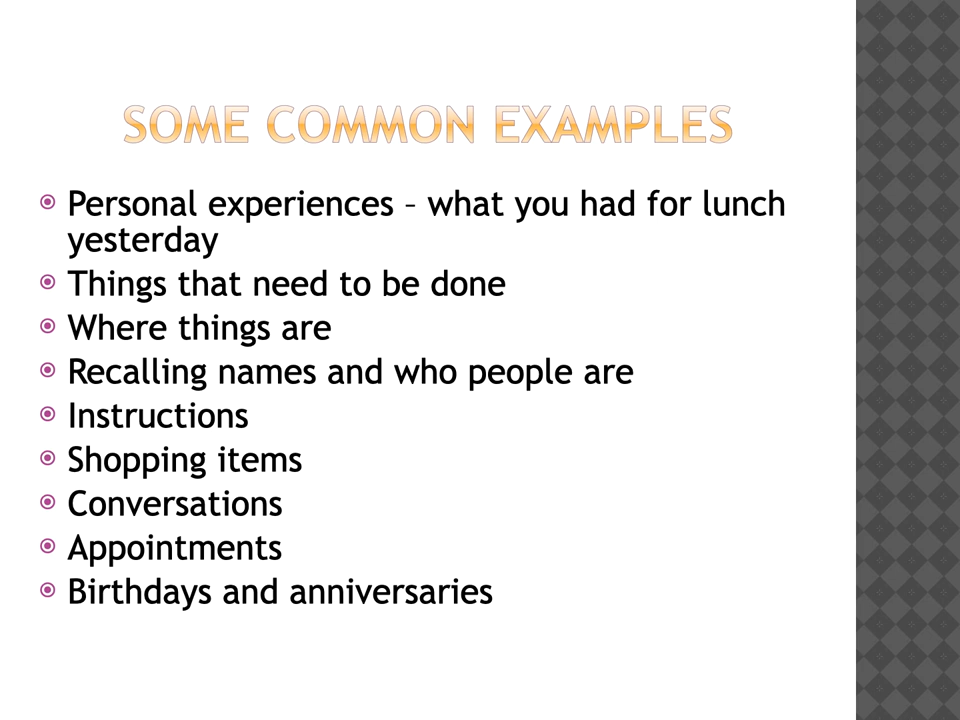 SOME COMMON EXAMPLES
Personal experiences – what you had for lunch
yesterday
Things that need to be done
Where things are
Recalling names and who people are
Instructions
Shopping items
Conversations
Appointments
Birthdays and anniversaries